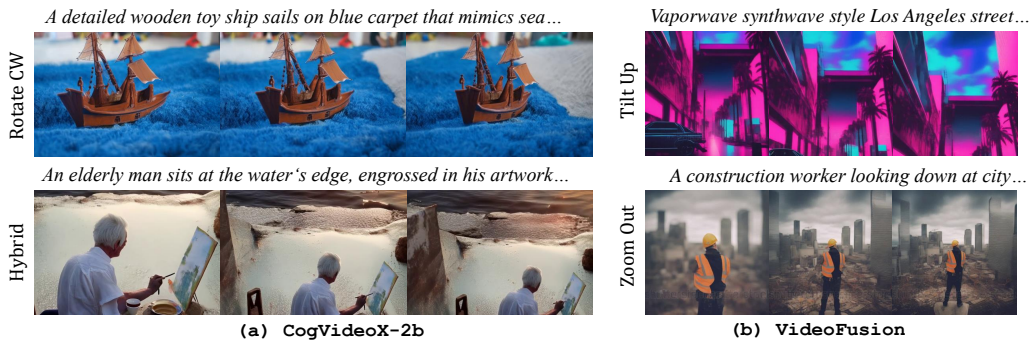 A detailed wooden toy ship sails on blue carpet that mimics sea…
Rotate CW
An elderly man sits at the water‘s edge, engrossed in his artwork…
Hybrid
(a) CogVideoX-2b
Vaporwave synthwave style Los Angeles street…
Tilt Up
A construction worker looking down at city…
Zoom Out
(b) VideoFusion